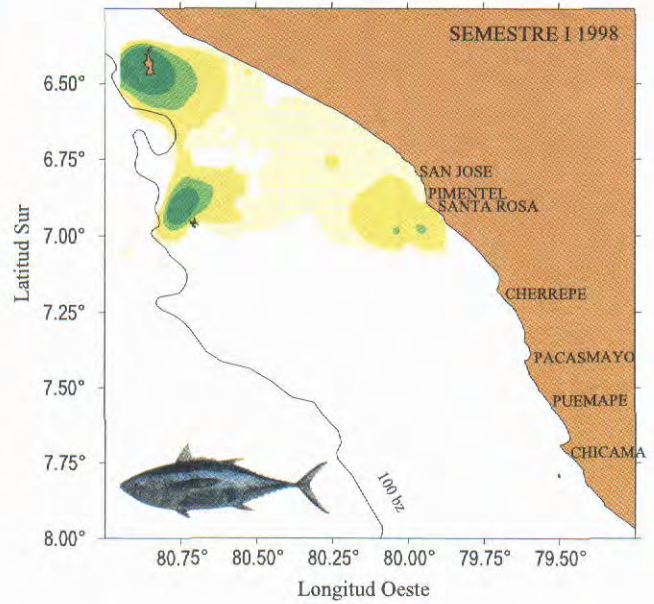 SEMESTRE I 1998
6.50°
6.75°
7.00°
7.25°
7.50°
7.75°
8.00°
Latitud Sur
SAN JOSE
PIMENTEL
SANTA ROSA
CHERREPE
PACASMAYO
PUEMAPE
CHICAMA
100 bz
80.75° 80.50° 80.25° 80.00° 79.75° 79.50°
Longitud Oeste